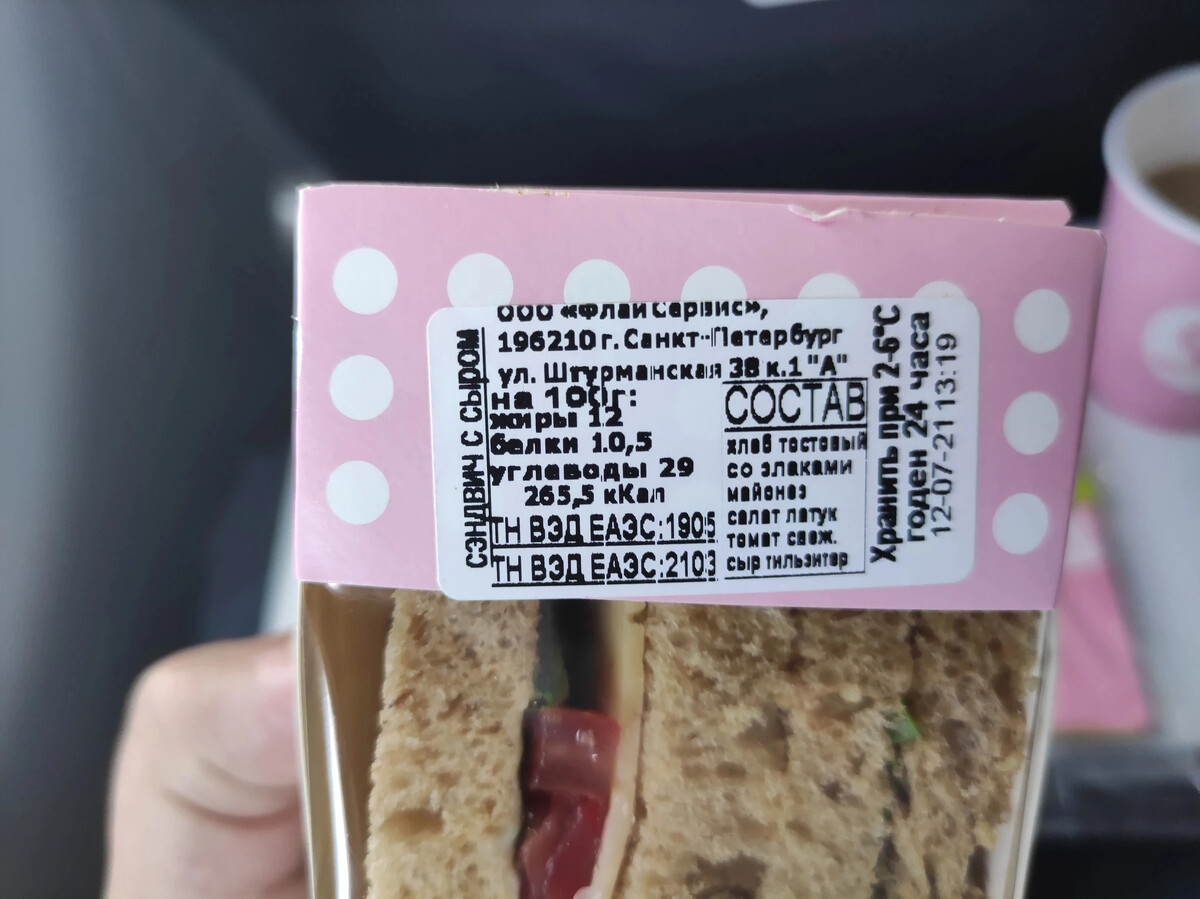 ООО «Флай Сервис»,
196210 г. Санкт-Петербург
ул. Штурманская 38 к.1 "А"
СЭНДВИЧ С СЫРОМ
на 100г:
жиры 12
белки 10,5
углеводы 29
265,5 кКал
ТН ВЭД ЕАЭС:1905
ТН ВЭД ЕАЭС:2103
СОСТАВ
хлеб тостовый
со злаками
майонез
салат латук
томат свеж.
сыр тильзитер
Хранить при 2-6°С
годен 24 часа
12-07-21 13:19